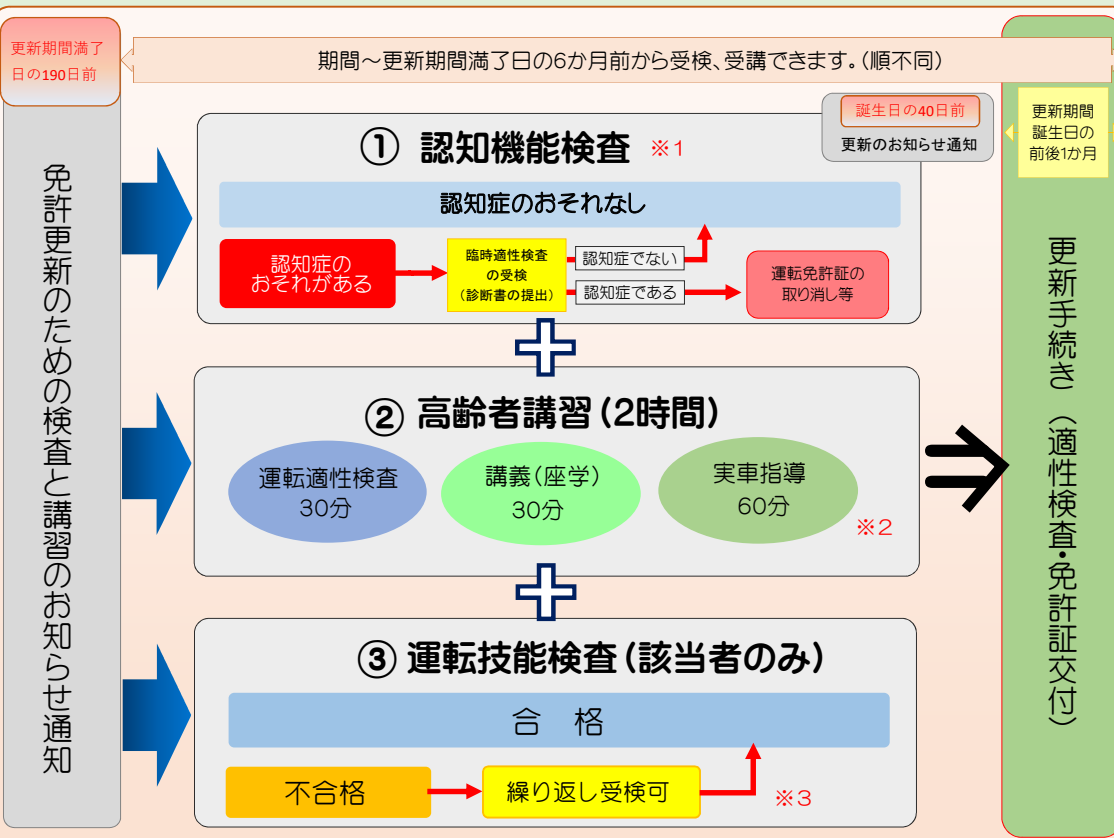 更新期間満了
日の190日前
期間～更新期間満了日の6か月前から受検、受講できます。（順不同）
免許更新のための検査と講習のお知らせ通知
① 認知機能検査 ※1
誕生日の40日前
更新のお知らせ通知
更新期間
誕生日の
前後1か月
認知症のおそれなし
認知症の
おそれがある
臨時適性検査
の受検
（診断書の提出）
認知症でない
認知症である
運転免許証の
取り消し等
② 高齢者講習（2時間）
運転適性検査
30分
講義（座学）
30分
実車指導
60分
※2
③ 運転技能検査（該当者のみ）
合　格
不合格
繰り返し受検可
※3
更新手続き（適性検査・免許証交付）